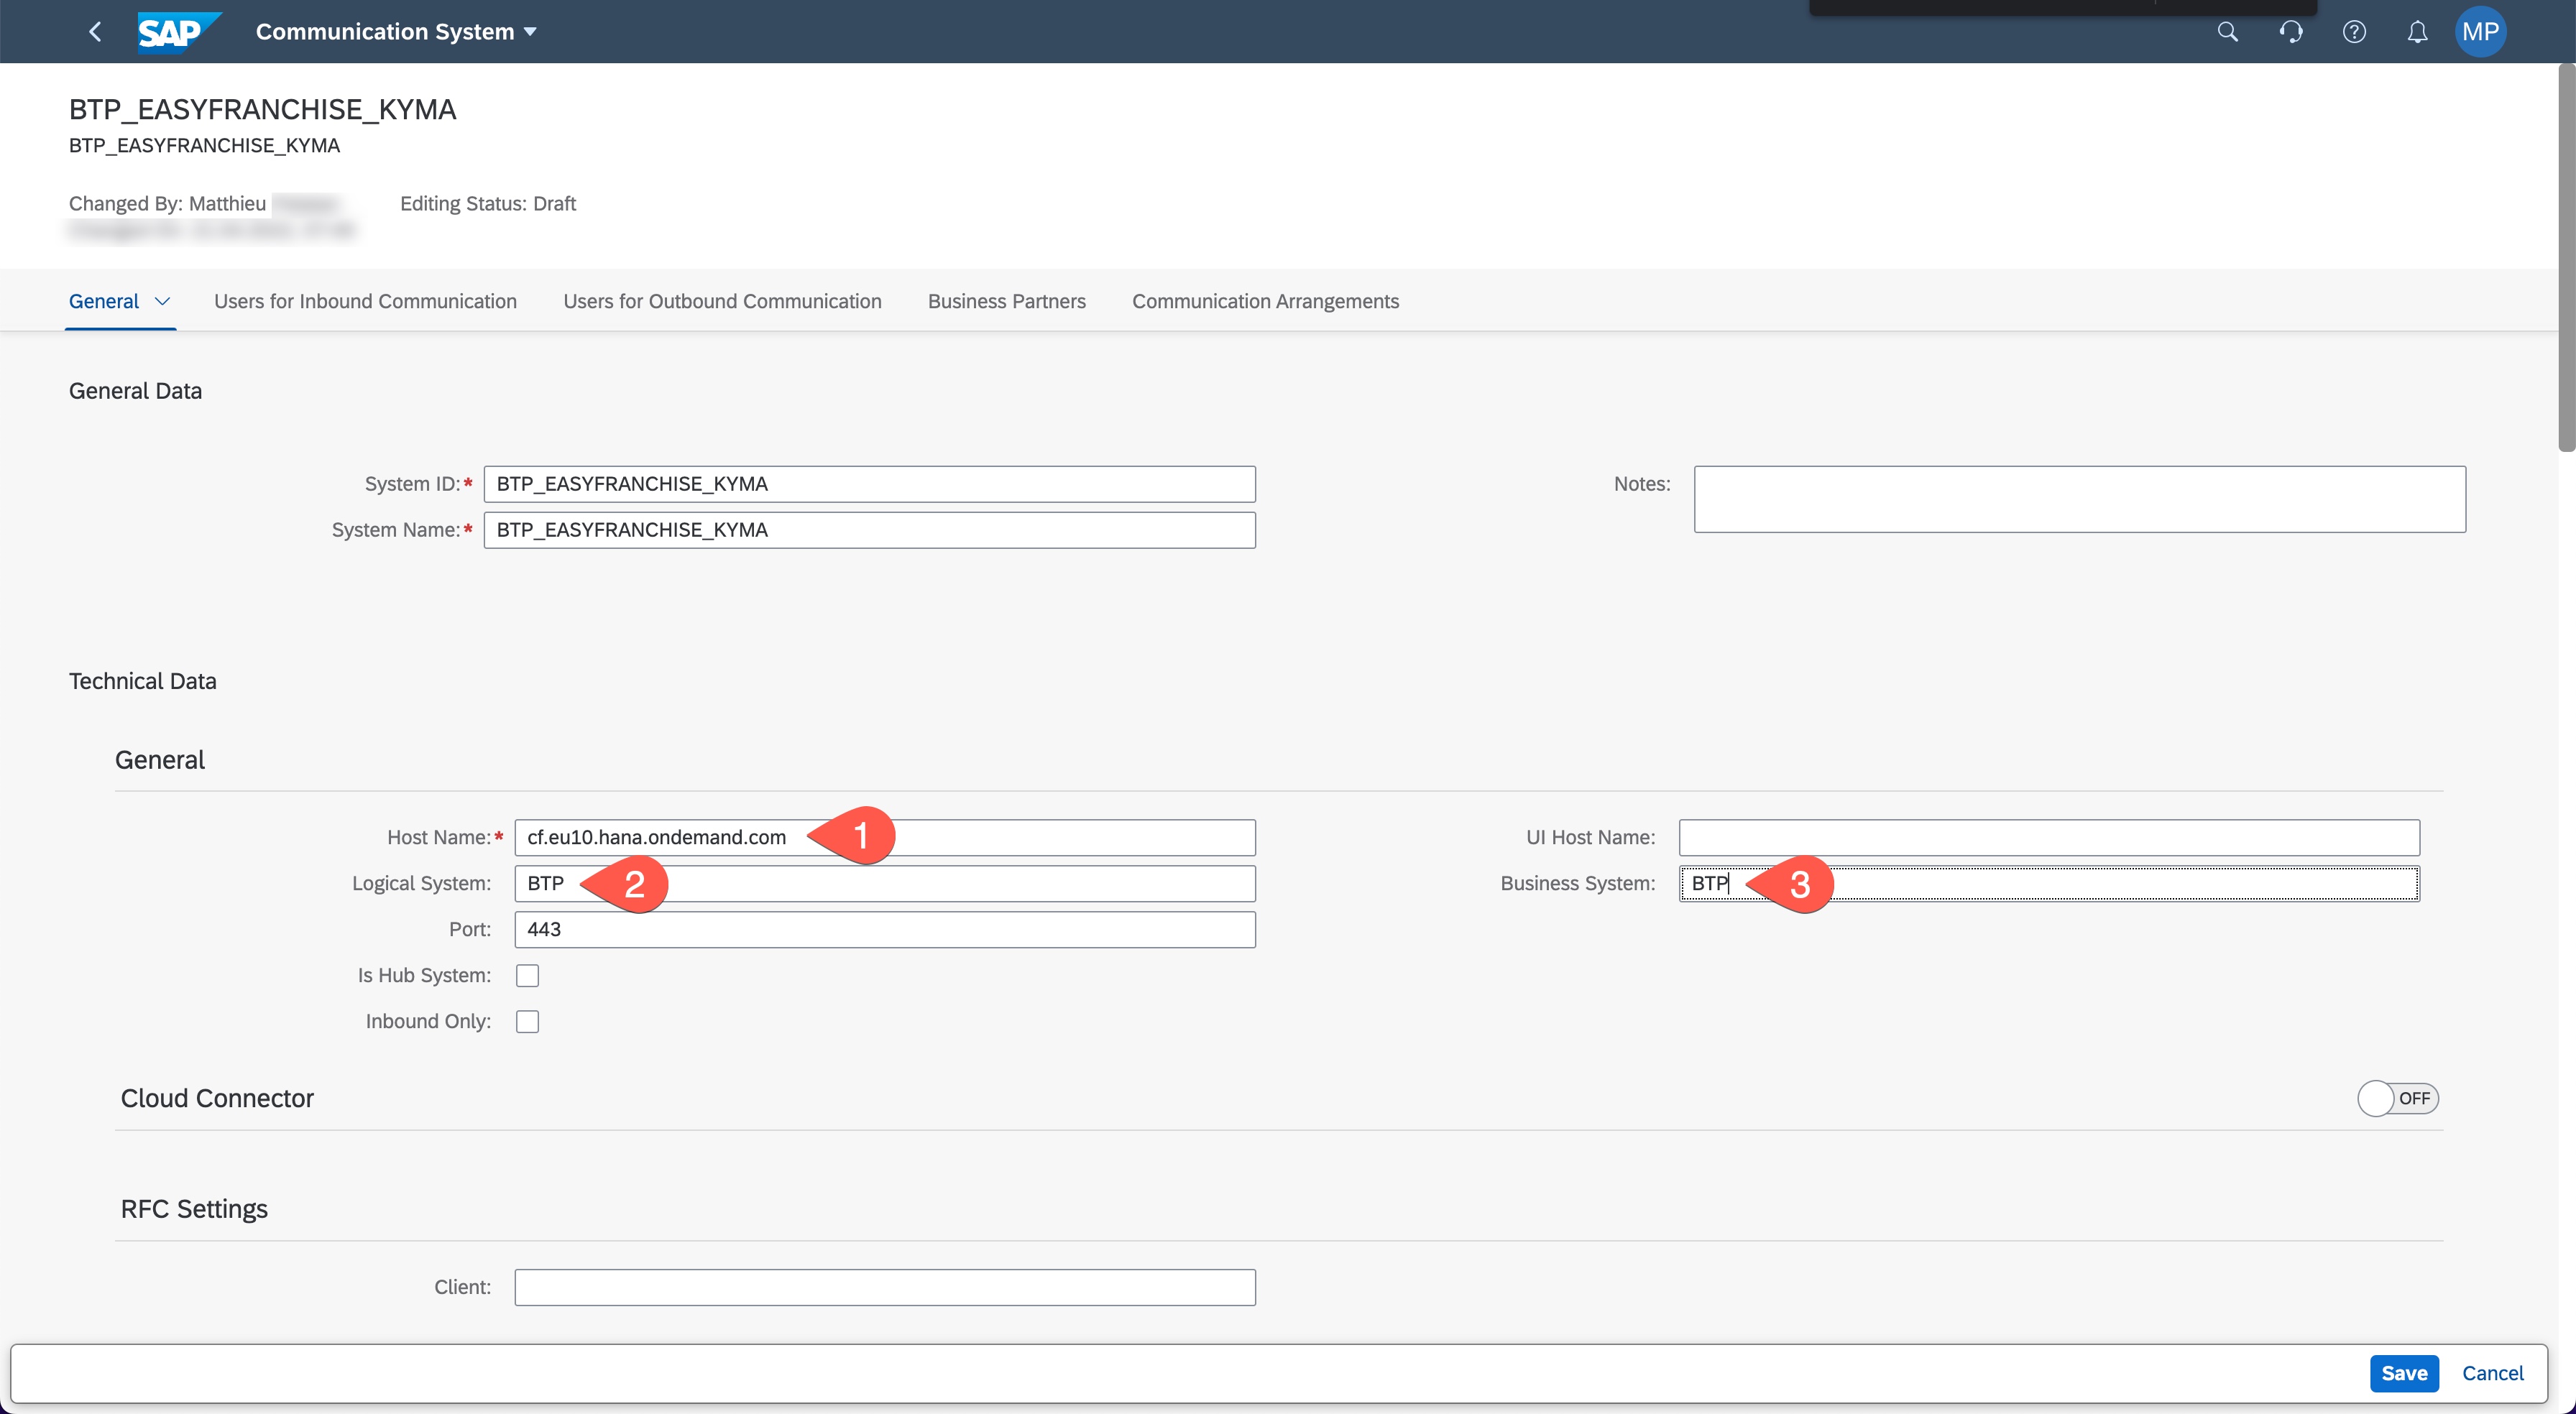 SAP Communication System MP
BTP_EASYFRANCHISE_KYMA
BTP_EASYFRANCHISE_KYMA
Changed By: Matthieu Editing Status: Draft
General Users for Inbound Communication Users for Outbound Communication Business Partners Communication Arrangements
General Data
System ID:* BTP_EASYFRANCHISE_KYMA Notes:
System Name:* BTP_EASYFRANCHISE_KYMA
Technical Data
General
Host Name:* cf.eu10.hana.ondemand.com 1 UI Host Name:
Logical System: BTP 2 Business System: BTP 3
Port: 443
Is Hub System:
Inbound Only:
Cloud Connector OFF
RFC Settings
Client:
Save Cancel